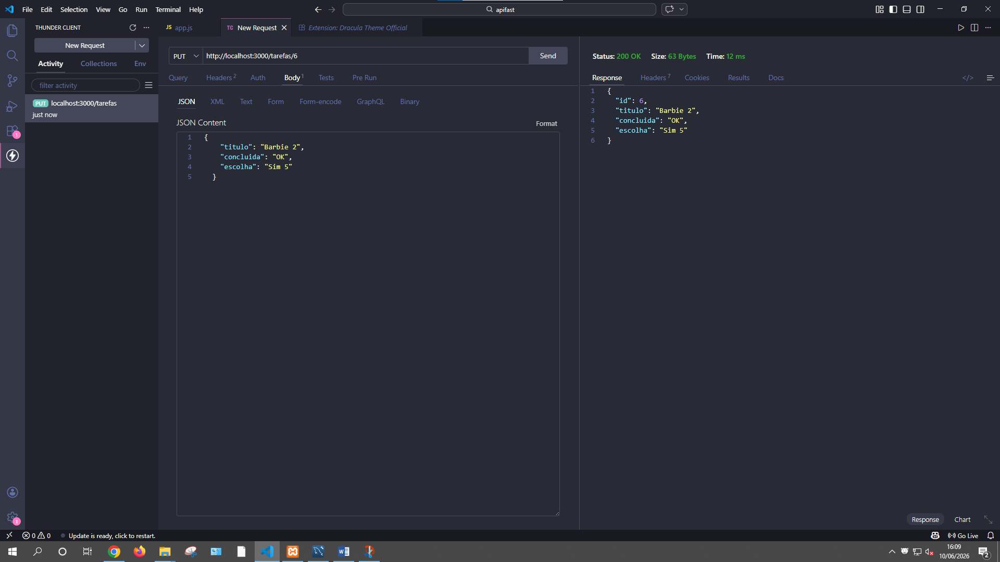 File Edit Selection View Go Run Terminal Help
apifast
THUNDER CLIENT
JS app.js
TC New Request
Extension: Dracula Theme Official
New Request
Activity Collections Env
filter activity
PUT localhost:3000/tarefas
just now
PUT http://localhost:3000/tarefas/6 Send
Query Headers 2 Auth Body 1 Tests Pre Run
JSON XML Text Form Form-encode GraphQL Binary
JSON Content
Format
1 {
2 "titulo": "Barbie 2",
3 "concluida": "OK",
4 "escolha": "Sim 5"
5 }
Status: 200 OK Size: 63 Bytes Time: 12 ms
Response Headers 7 Cookies Results Docs
</>
1 {
2 "id": 6,
3 "titulo": "Barbie 2",
4 "concluida": "OK",
5 "escolha": "Sim 5"
6 }
Response Chart
1
1
0 0 Update is ready, click to restart.
Go Live
16:09
10/06/2026
2